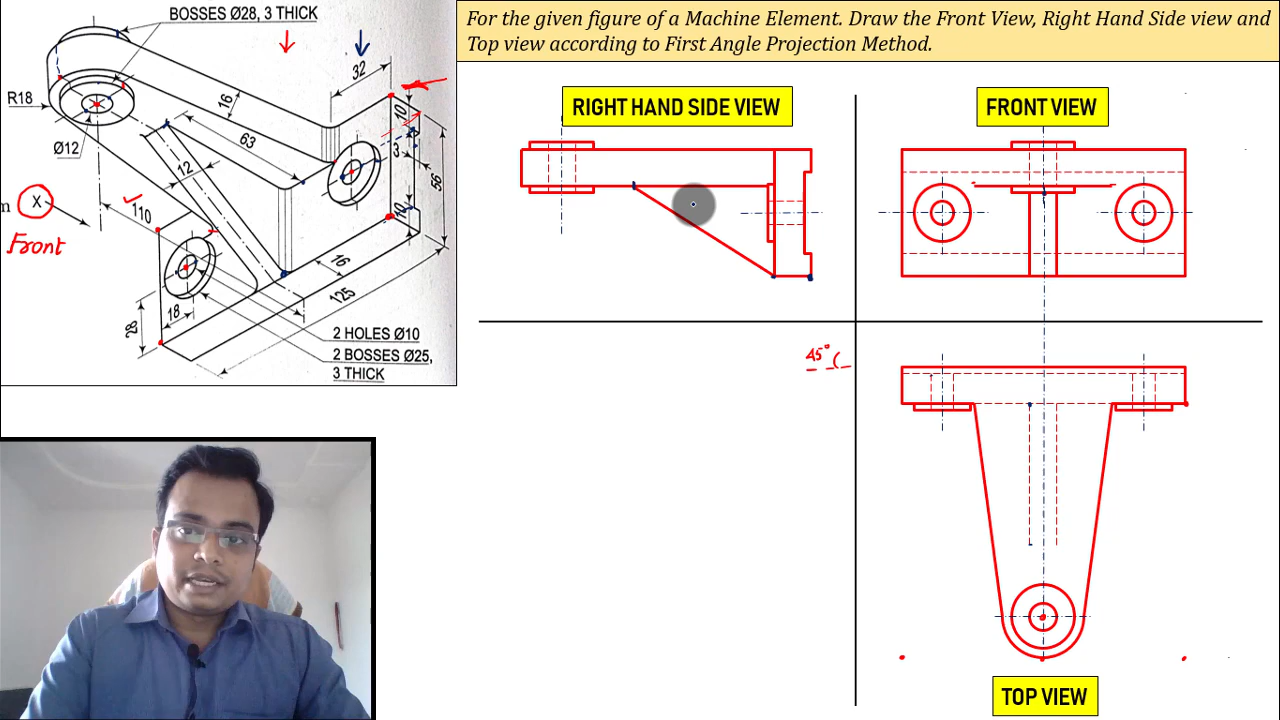 For the given figure of a Machine Element. Draw the Front View, Right Hand Side view and
Top view according to First Angle Projection Method.
BOSSES Ø28, 3 THICK
32
R18
16
10
63
Ø12
3
56
12
m X
110
10
Front
16
125
18
28
2 HOLES Ø10
2 BOSSES Ø25,
3 THICK
RIGHT HAND SIDE VIEW
FRONT VIEW
45°
TOP VIEW